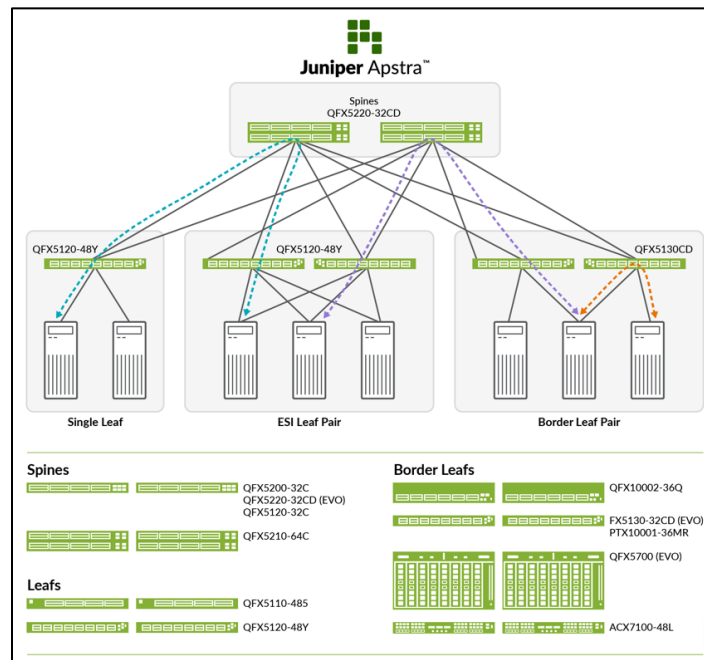 Juniper Apstra™
Spines
QFX5220-32CD
QFX5120-48Y
QFX5120-48Y
QFX5130CD
Single Leaf
ESI Leaf Pair
Border Leaf Pair
Spines
QFX5200-32C
QFX5220-32CD (EVO)
QFX5120-32C
QFX5210-64C
Leafs
QFX5110-485
QFX5120-48Y
Border Leafs
QFX10002-36Q
FX5130-32CD (EVO)
PTX10001-36MR
QFX5700 (EVO)
ACX7100-48L